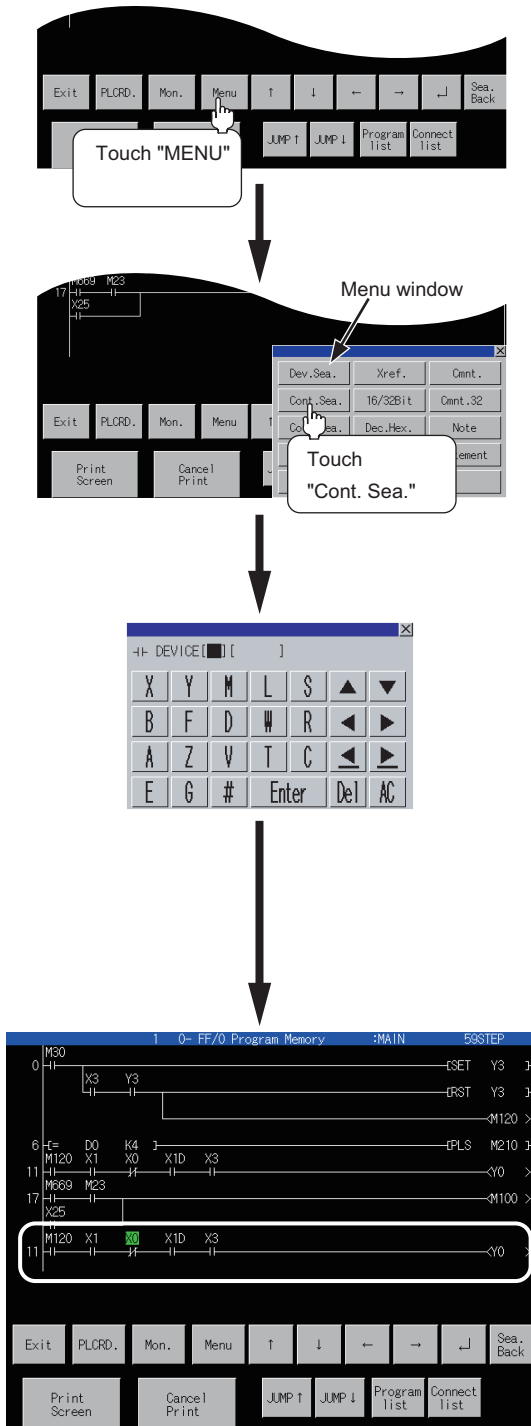 Exit PLCRD. Mon. Menu ↑ ↓ ← → ↵ Sea. Back
JUMP↑ JUMP↓ Program list Connect list
Touch "MENU"
M669 M23
17
X25
Menu window
Dev.Sea. Xref. Cmnt.
Cont.Sea. 16/32Bit Cmnt.32
Dec.Hex. Note
Exit PLCRD. Mon. Menu
Print Screen Cancel Print
Touch
"Cont. Sea."
DEVICE[ ][ ]
X Y M L S ▲ ▼
B F D W R ◀ ▶
A Z V T C ◀ ▶
E G # Enter Del AC
1 0- FF/0 Program Memory :MAIN 59STEP
M30
0 [SET Y3 ]
X3 Y3
[RST Y3 ]
<M120 >
6 [= D0 K4 ] [PLS M210 ]
M120 X1 X0 X1D X3
11 <Y0 >
M669 M23
17 <M100 >
X25
M120 X1 X0 X1D X3
11 <Y0 >
Exit PLCRD. Mon. Menu ↑ ↓ ← → ↵ Sea. Back
Print Screen Cancel Print JUMP↑ JUMP↓ Program list Connect list